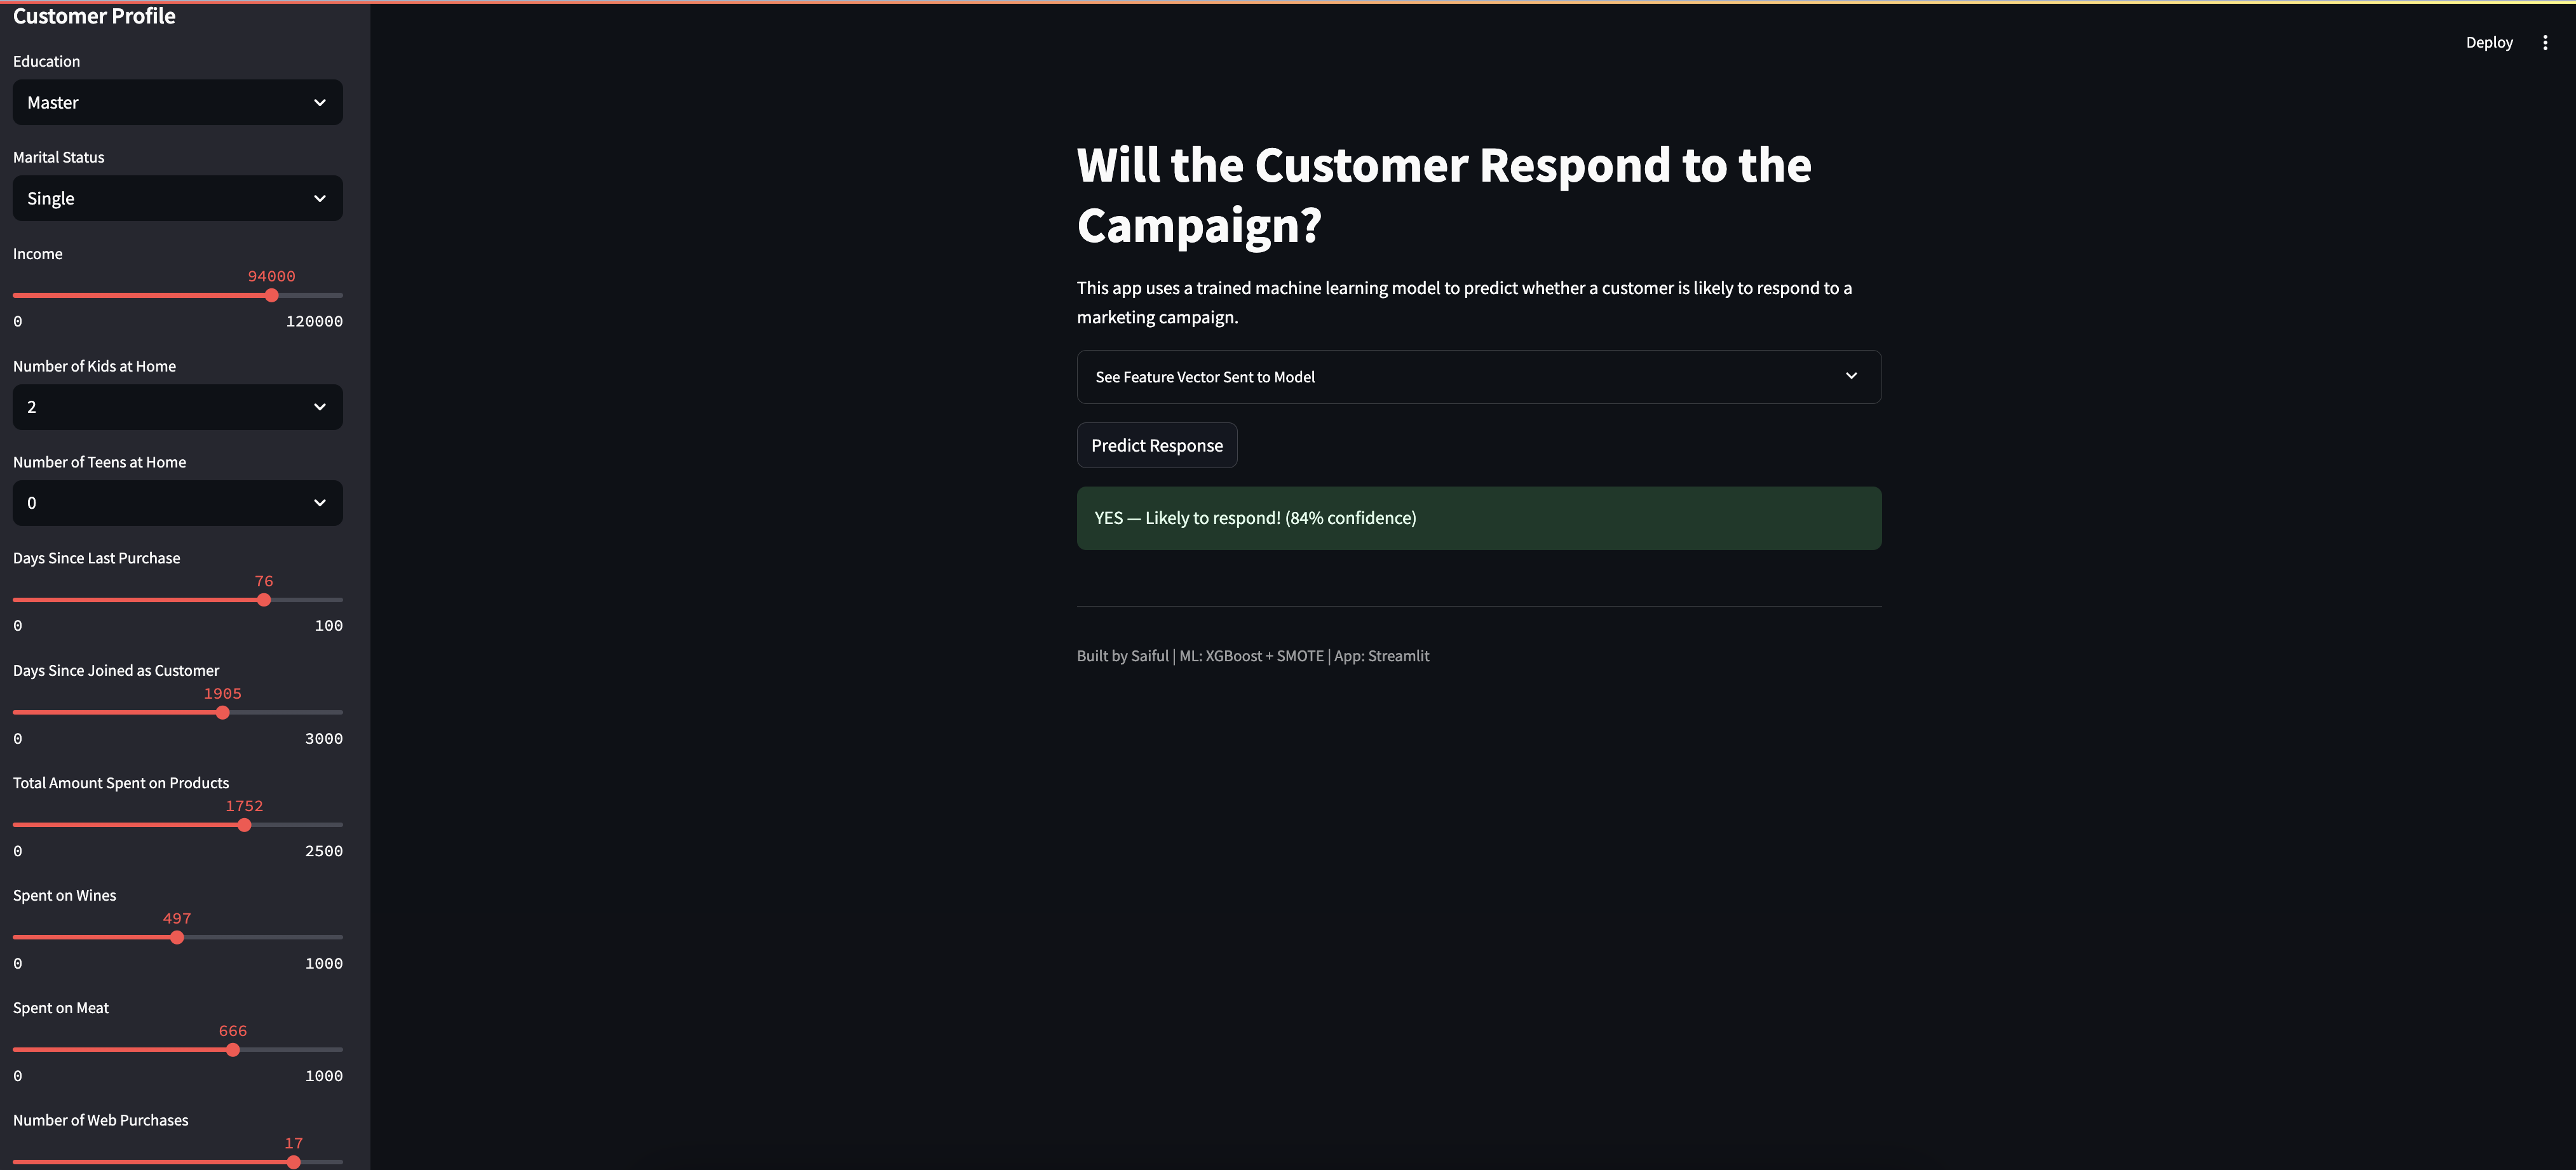 Customer Profile
Education
Master
Marital Status
Single
Income
94000
0 120000
Number of Kids at Home
2
Number of Teens at Home
0
Days Since Last Purchase
76
0 100
Days Since Joined as Customer
1905
0 3000
Total Amount Spent on Products
1752
0 2500
Spent on Wines
497
0 1000
Spent on Meat
666
0 1000
Number of Web Purchases
17
Deploy
Will the Customer Respond to the
Campaign?
This app uses a trained machine learning model to predict whether a customer is likely to respond to a
marketing campaign.
See Feature Vector Sent to Model
Predict Response
YES — Likely to respond! (84% confidence)
Built by Saiful | ML: XGBoost + SMOTE | App: Streamlit